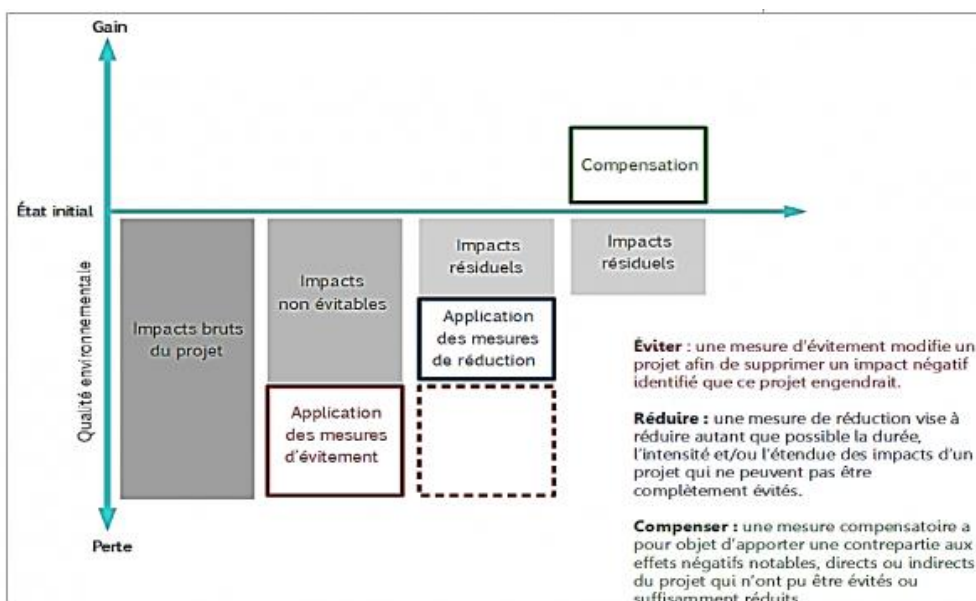 Gain
Compensation
État initial
Qualité environnementale
Impacts bruts
du projet
Impacts
non évitables
Application
des mesures
d'évitement
Impacts
résiduels
Application
des mesures
de réduction
Impacts
résiduels
Perte
Éviter : une mesure d'évitement modifie un
projet afin de supprimer un impact négatif
identifié que ce projet engendrait.
Réduire : une mesure de réduction vise à
réduire autant que possible la durée,
l'intensité et/ou l'étendue des impacts d'un
projet qui ne peuvent pas être
complètement évités.
Compenser : une mesure compensatoire a
pour objet d'apporter une contrepartie aux
effets négatifs notables, directs ou indirects
du projet qui n'ont pu être évités ou
suffisamment réduits